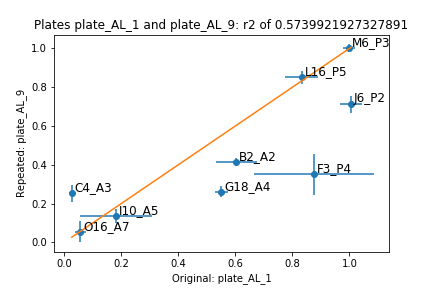 Plates plate_AL_1 and plate_AL_9: r2 of 0.5739921927327891
M6_P3
L16_P5
J6_P2
B2_A2
F3_P4
G18_A4
C4_A3
J10_A5
O16_A7
1.0
0.8
0.6
0.4
0.2
0.0
Repeated: plate_AL_9
0.0 0.2 0.4 0.6 0.8 1.0
Original: plate_AL_1